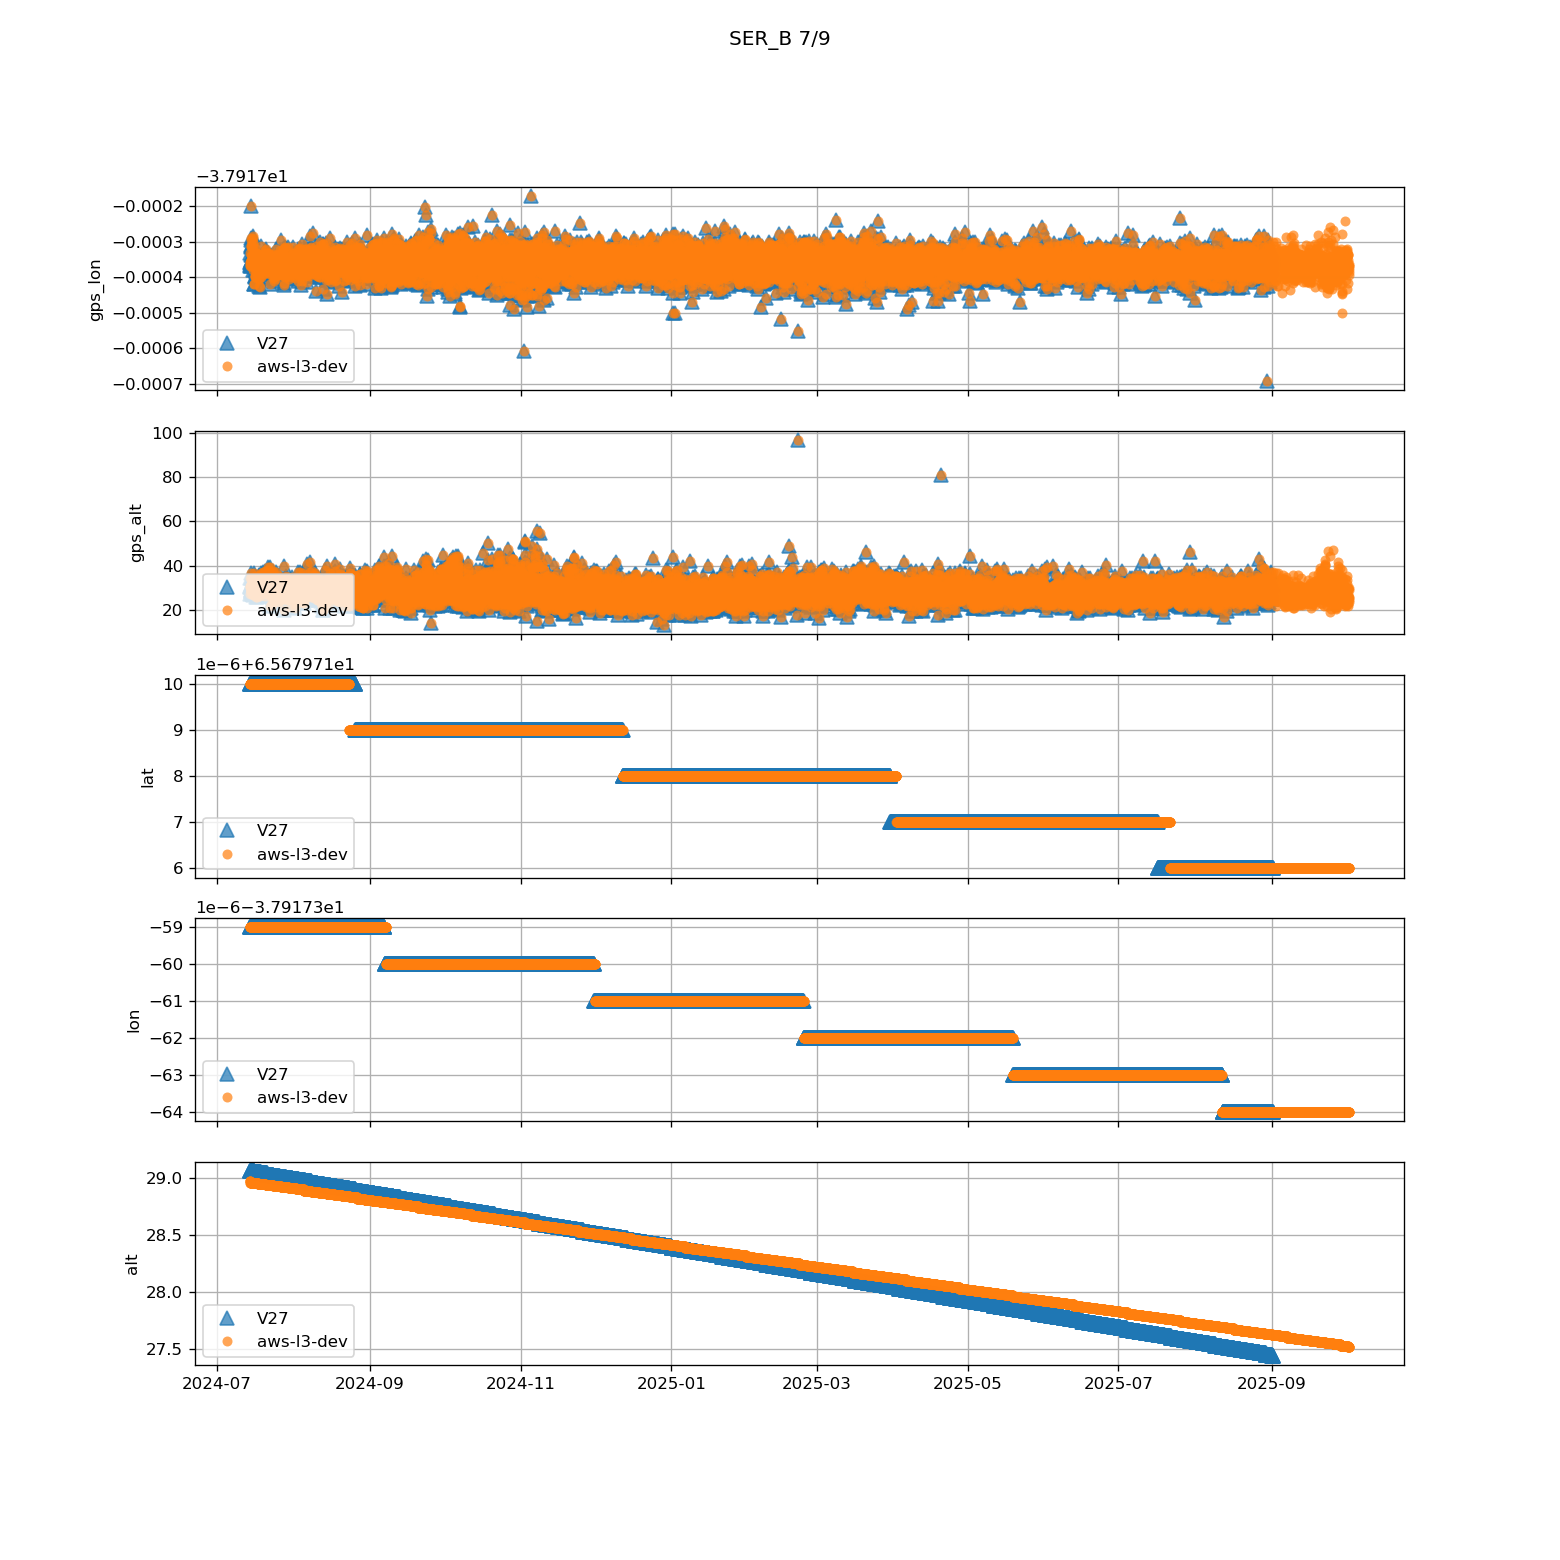 SER_B 7/9
−3.7917e1
−0.0002
−0.0003
−0.0004
−0.0005
−0.0006
−0.0007
gps_lon
V27
aws-l3-dev
100
80
60
40
20
gps_alt
V27
aws-l3-dev
1e−6+6.567971e1
10
9
8
7
6
lat
V27
aws-l3-dev
1e−6−3.79173e1
−59
−60
−61
−62
−63
−64
lon
V27
aws-l3-dev
29.0
28.5
28.0
27.5
alt
V27
aws-l3-dev
2024-07 2024-09 2024-11 2025-01 2025-03 2025-05 2025-07 2025-09